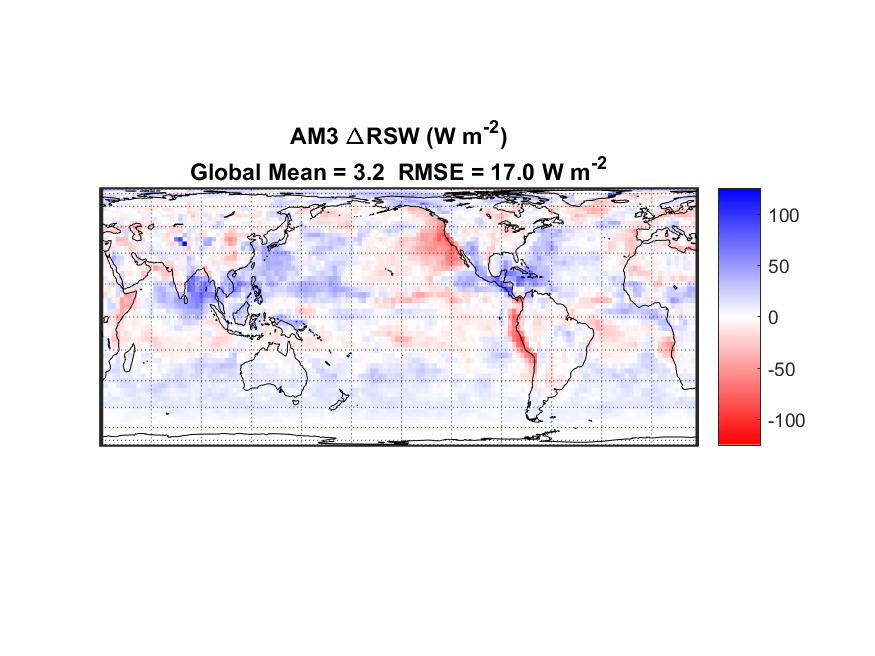 AM3 △RSW (W m⁻²)
Global Mean = 3.2 RMSE = 17.0 W m⁻²
100
50
0
-50
-100